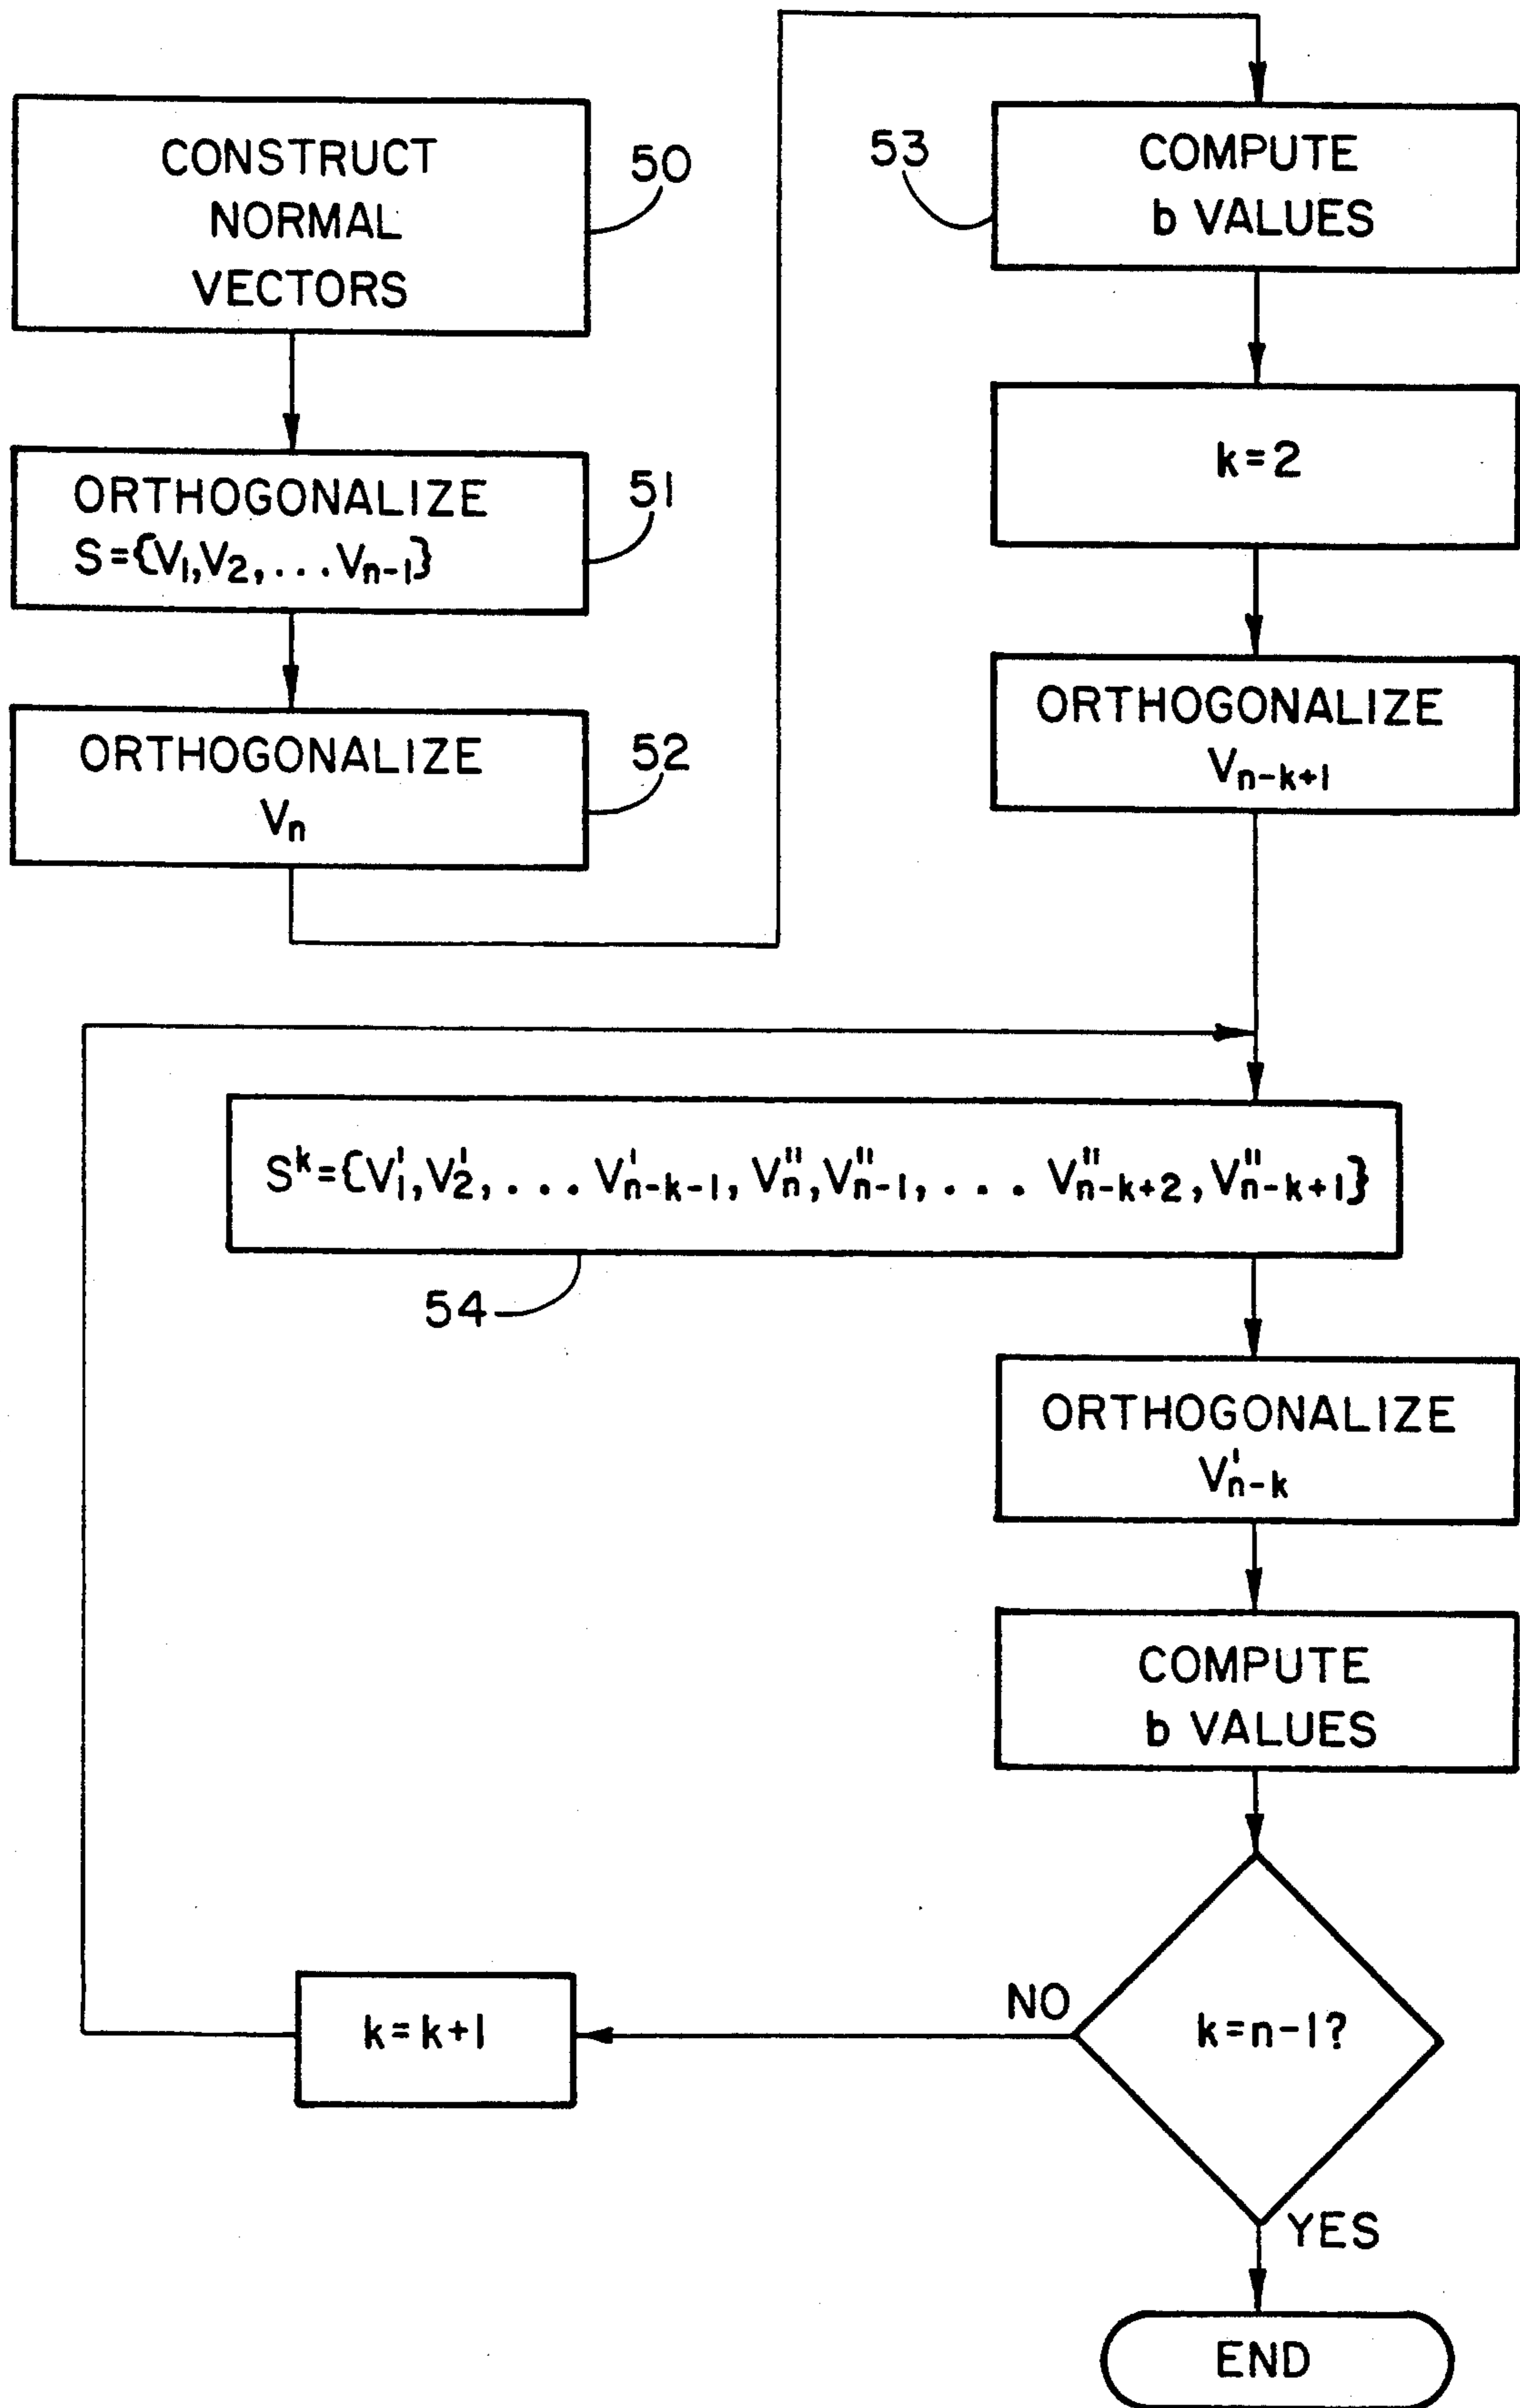 CONSTRUCT
NORMAL
VECTORS
50
ORTHOGONALIZE
S={V₁,V₂,...Vₙ₋₁}
51
ORTHOGONALIZE
Vₙ
52
COMPUTE
b VALUES
53
k=2
ORTHOGONALIZE
Vₙ₋ₖ₊₁
Sᵏ={V'₁,V'₂,... V'ₙ₋ₖ₋₁,V"ₙ,V"ₙ₋₁,... V"ₙ₋ₖ₊₂,V"ₙ₋ₖ₊₁}
54
ORTHOGONALIZE
V'ₙ₋ₖ
COMPUTE
b VALUES
k=n-1?
NO
k=k+1
YES
END